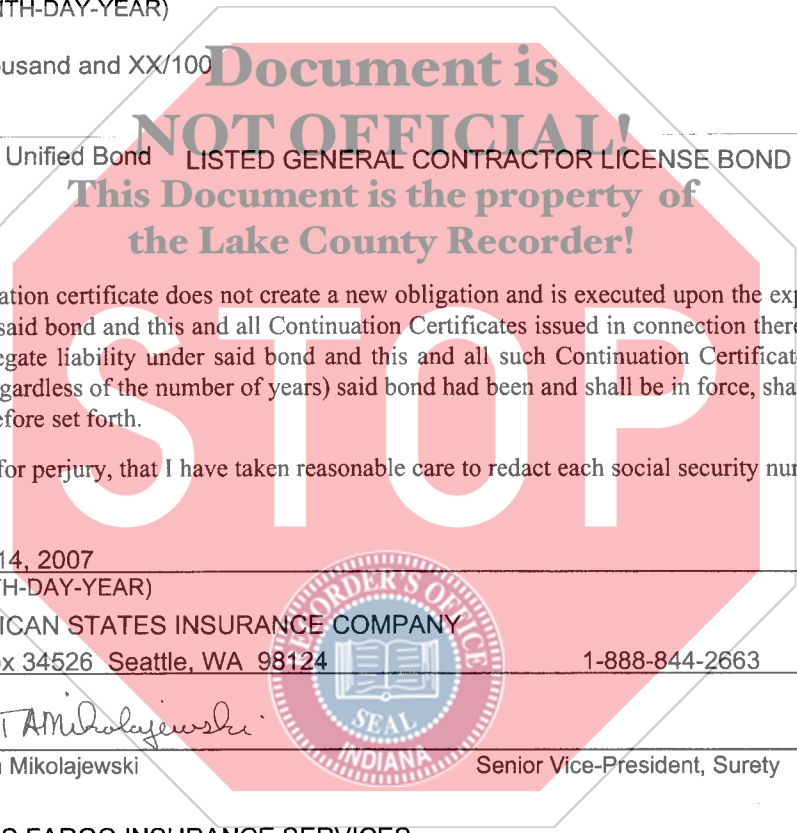 NTH-DAY-YEAR)
ousand and XX/100
Document is
NOT OFFICIAL!
Unified Bond LISTED GENERAL CONTRACTOR LICENSE BOND
This Document is the property of
the Lake County Recorder!
ation certificate does not create a new obligation and is executed upon the exp
said bond and this and all Continuation Certificates issued in connection there
egate liability under said bond and this and all such Continuation Certificat
gardless of the number of years) said bond had been and shall be in force, sha
efore set forth.
STOP
for perjury, that I have taken reasonable care to redact each social security nu
14, 2007
TH-DAY-YEAR)
ICAN STATES INSURANCE COMPANY
x 34526 Seattle, WA 98124 1-888-844-2663
RECORDER'S OFFICE
SEAL
INDIANA
TAMikolajewski
Mikolajewski Senior Vice-President, Surety
S FARGO INSURANCE SERVICES